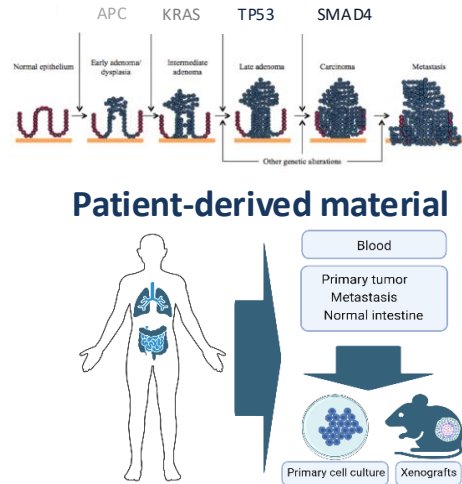 APC KRAS TP53 SMAD4
Normal epithelium
Early adenoma/
dysplasia
Intermediate
adenoma
Late adenoma
Carcinoma
Metastasis
Other genetic alterations
Patient-derived material
Blood
Primary tumor
Metastasis
Normal intestine
Primary cell culture
Xenografts